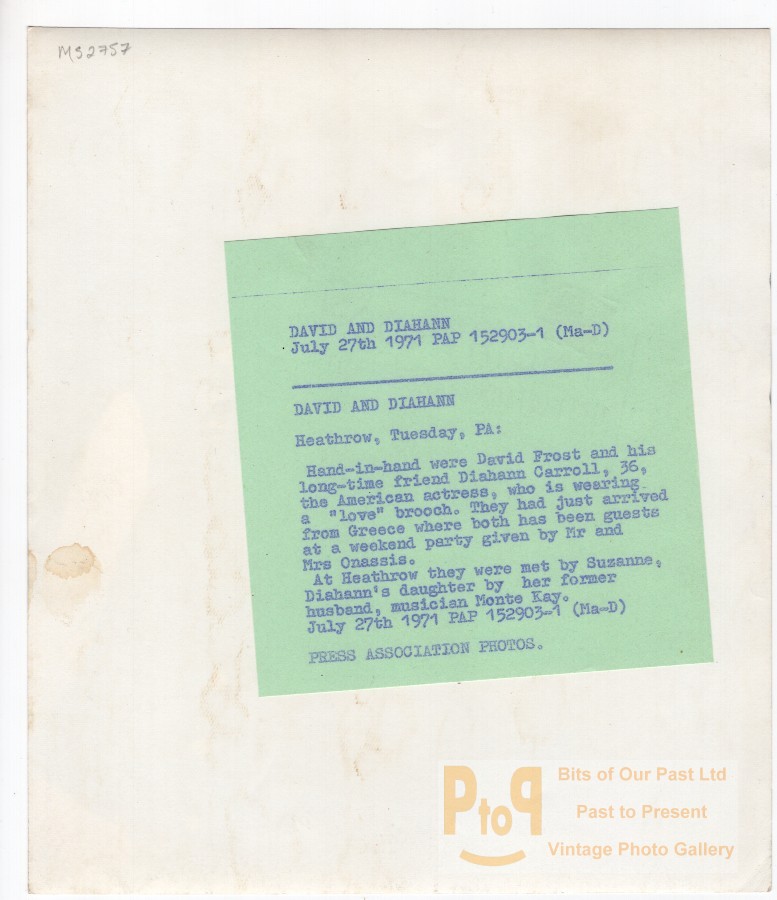 MS2757
DAVID AND DIAHANN
July 27th 1971 PAP 152903-1 (Ma-D)
DAVID AND DIAHANN
Heathrow, Tuesday, PA:
Hand-in-hand were David Frost and his
long-time friend Diahann Carroll, 36,
the American actress, who is wearing
a "love" brooch. They had just arrived
from Greece where both has been guests
at a weekend party given by Mr and
Mrs Onassis.
At Heathrow they were met by Suzanne,
Diahann's daughter by her former
husband, musician Monte Kay.
July 27th 1971 PAP 152903-1 (Ma-D)
PRESS ASSOCIATION PHOTOS.
PtoP
Bits of Our Past Ltd
Past to Present
Vintage Photo Gallery